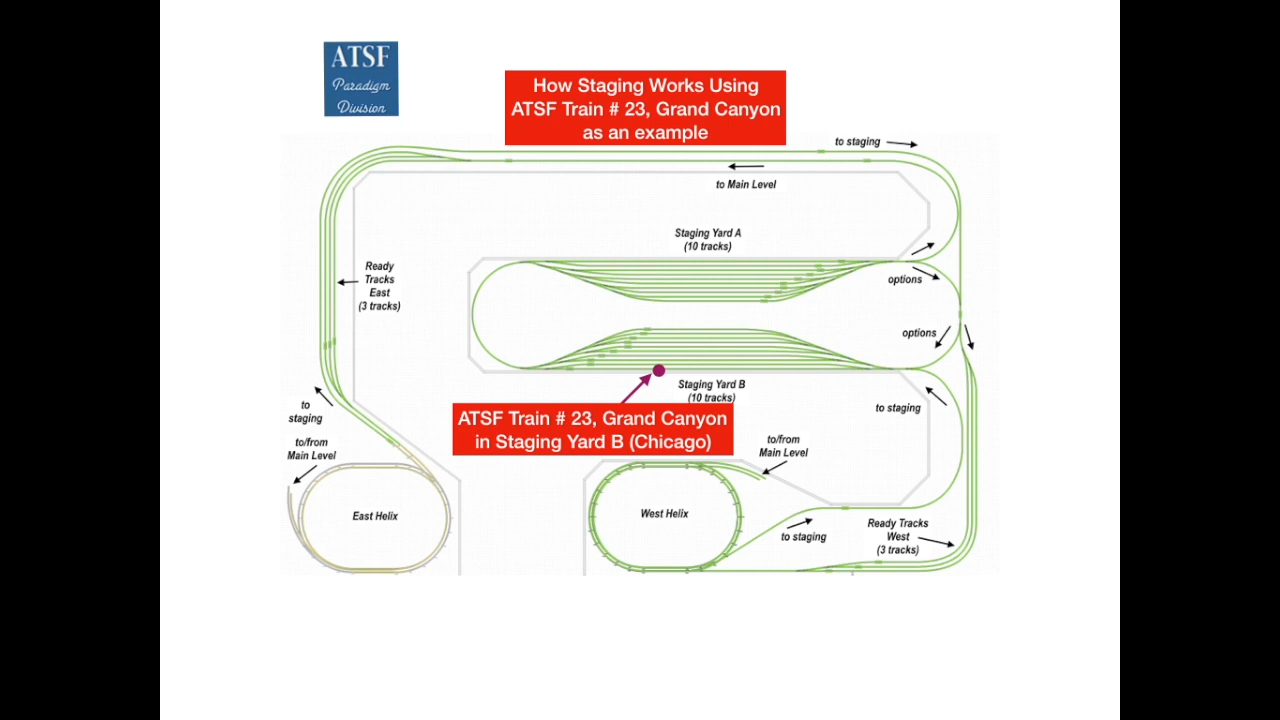 ATSF
Paradigm
Division
How Staging Works Using
ATSF Train # 23, Grand Canyon
as an example
to staging
to Main Level
Staging Yard A
(10 tracks)
options
Ready
Tracks
East
(3 tracks)
options
Staging Yard B
(10 tracks)
to
staging
to staging
ATSF Train # 23, Grand Canyon
in Staging Yard B (Chicago)
to/from
Main Level
to/from
Main Level
East Helix
West Helix
to staging
Ready Tracks
West
(3 tracks)